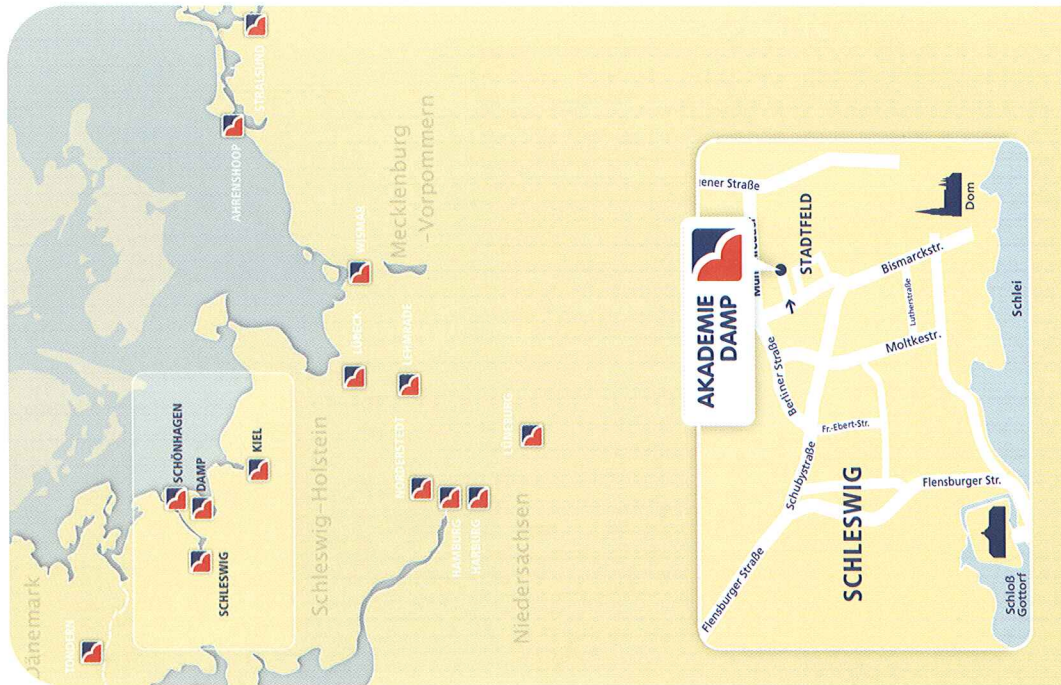 Dänemark
TONDERN
SCHLESWIG
SCHÖNHAGEN
DAMP
KIEL
Schleswig-Holstein
AHRENSHOOP
STRALSUND
Mecklenburg
-Vorpommern
WISMAR
LÜBECK
LEHMRADE
NORDERSTEDT
HAMBURG
HARBURG
LÜNEBURG
Niedersachsen
AKADEMIE
DAMP
STADTFELD
Berliner Straße
Schubystraße
Flensburger Straße
SCHLESWIG
Fr.-Ebert-Str.
Moltkestr.
Lutherstraße
Bismarckstr.
Flensburger Str.
Schloß
Gottorf
Schlei
Dom